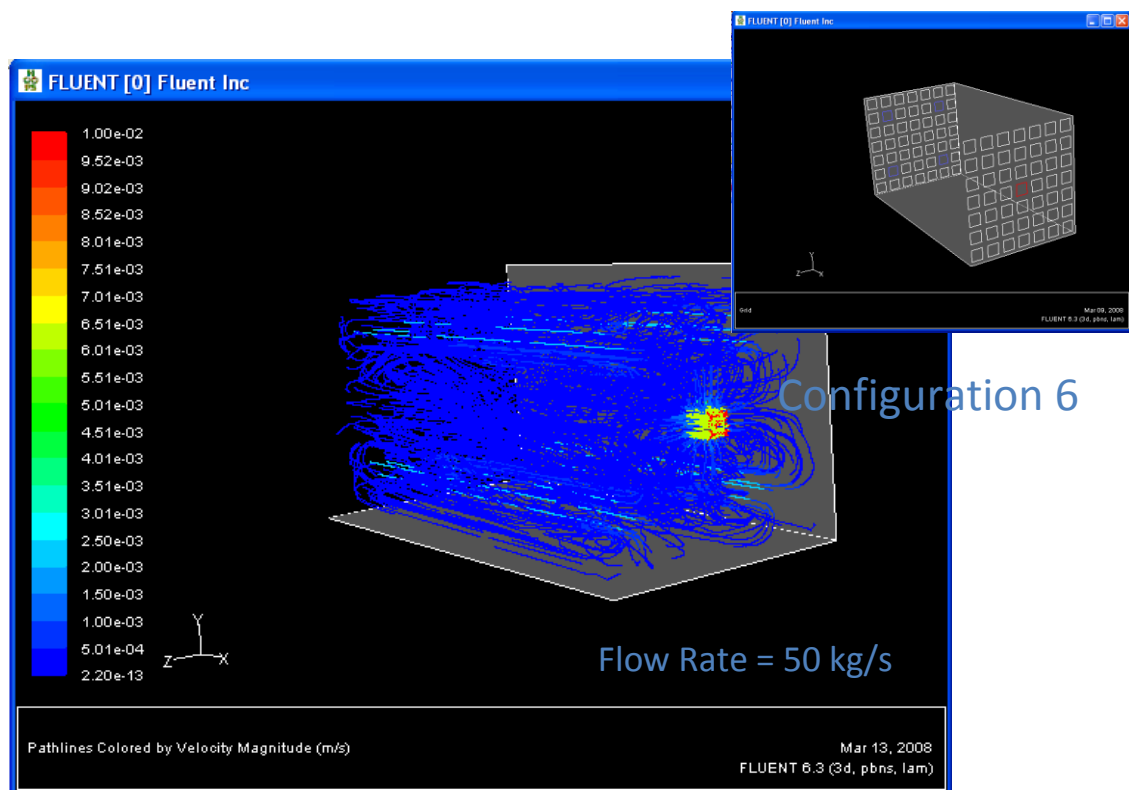 FLUENT [0] Fluent Inc
1.00e-02
9.52e-03
9.02e-03
8.52e-03
8.01e-03
7.51e-03
7.01e-03
6.51e-03
6.01e-03
5.51e-03
5.01e-03
4.51e-03
4.01e-03
3.51e-03
3.01e-03
2.50e-03
2.00e-03
1.50e-03
1.00e-03
5.01e-04
2.20e-13
Y
Z
X
Pathlines Colored by Velocity Magnitude (m/s)
Mar 13, 2008
FLUENT 6.3 (3d, pbns, lam)
FLUENT [0] Fluent Inc
Y
Z
X
Grid
Mar 09, 2008
FLUENT 6.3 (3d, pbns, lam)
Configuration 6
Flow Rate = 50 kg/s